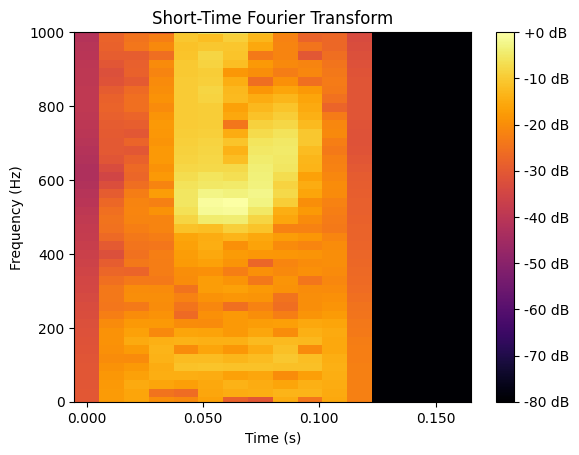 Short-Time Fourier Transform
1000
800
600
400
200
0
Frequency (Hz)
0.000
0.050
0.100
0.150
Time (s)
+0 dB
-10 dB
-20 dB
-30 dB
-40 dB
-50 dB
-60 dB
-70 dB
-80 dB